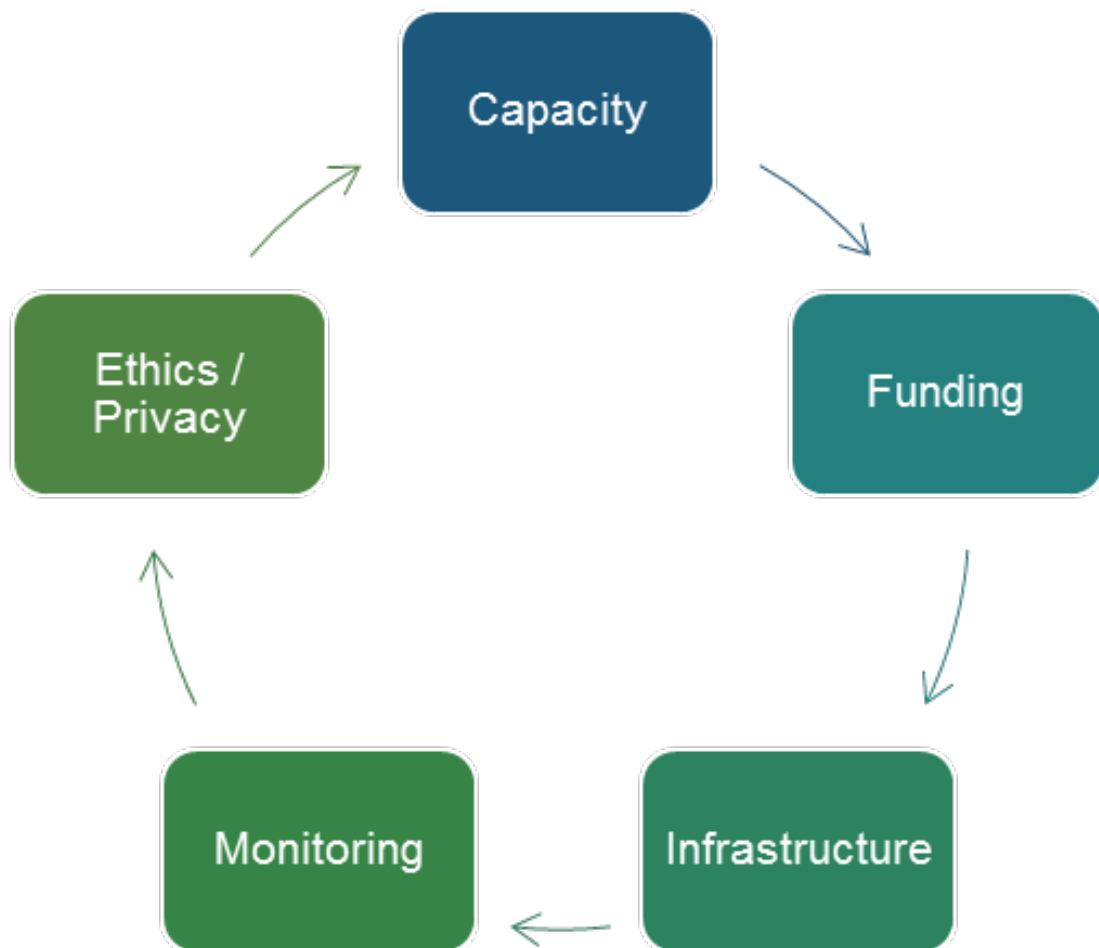 Capacity
Funding
Infrastructure
Monitoring
Ethics /
Privacy